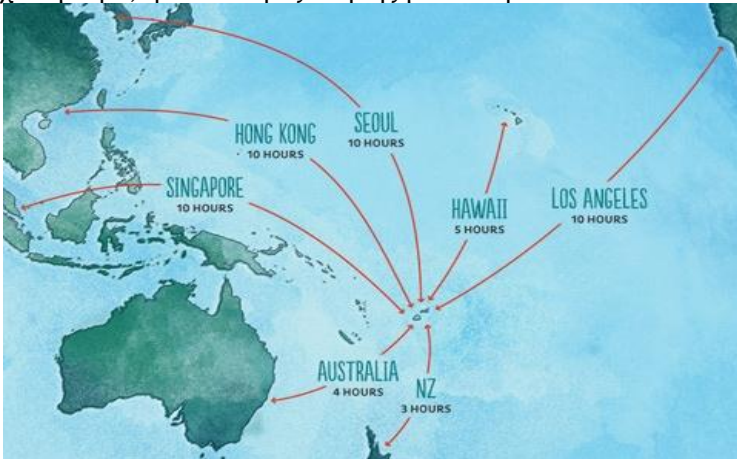 SEOUL
10 HOURS
HONG KONG
10 HOURS
SINGAPORE
10 HOURS
HAWAII
5 HOURS
LOS ANGELES
10 HOURS
AUSTRALIA
4 HOURS
NZ
3 HOURS